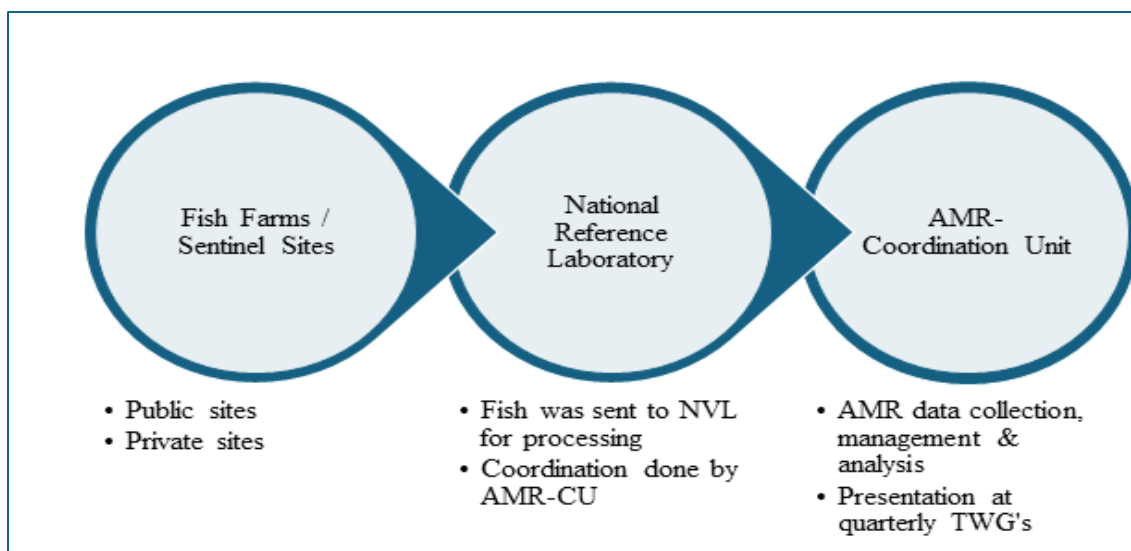 Fish Farms /
Sentinel Sites
National
Reference
Laboratory
AMR-
Coordination Unit
• Public sites
• Private sites
• Fish was sent to NVL
for processing
• Coordination done by
AMR-CU
• AMR data collection,
management &
analysis
• Presentation at
quarterly TWG's